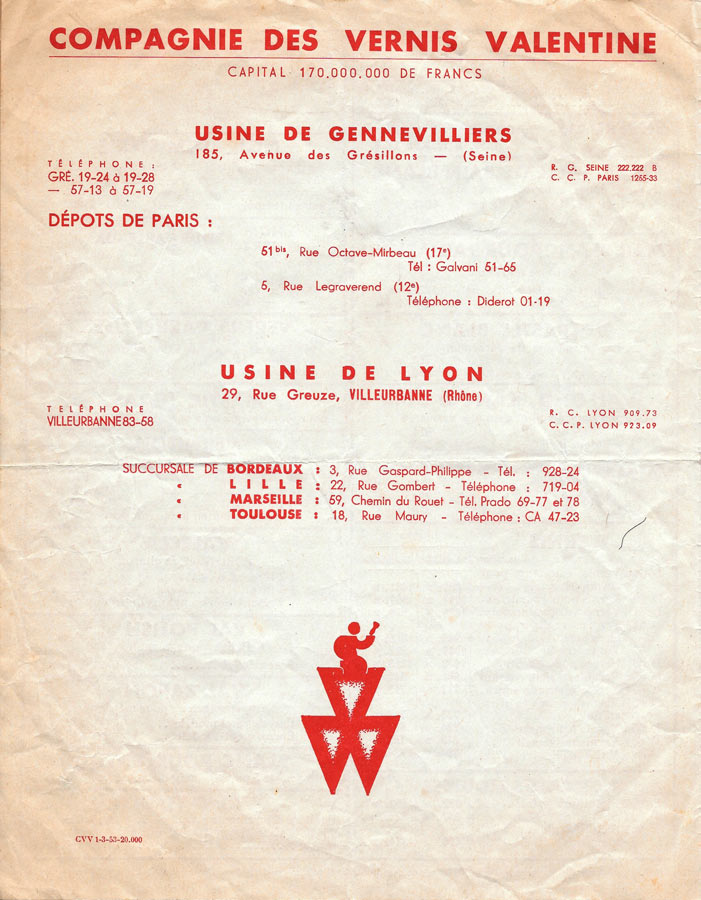 COMPAGNIE DES VERNIS VALENTINE
CAPITAL 170.000.000 DE FRANCS
USINE DE GENNEVILLIERS
185, Avenue des Grésillons — (Seine)
TÉLÉPHONE :
GRÉ. 19-24 à 19-28
— 57-13 à 57-19
R. G. SEINE 222.222 B
C. C. P. PARIS 1265-33
DÉPOTS DE PARIS :
51 bis, Rue Octave-Mirbeau (17e)
Tél : Galvani 51-65
5, Rue Legraverend (12e)
Téléphone : Diderot 01-19
USINE DE LYON
29, Rue Greuze, VILLEURBANNE (Rhône)
TELÉPHONE
VILLEURBANNE 83-58
R. C. LYON 909.73
C. C. P. LYON 923.09
SUCCURSALE DE BORDEAUX : 3, Rue Gaspard-Philippe - Tél. : 928-24
« LILLE : 22, Rue Gombert - Téléphone : 719-04
« MARSEILLE : 59, Chemin du Rouet - Tél. Prado 69-77 et 78
« TOULOUSE : 18, Rue Maury - Téléphone : CA 47-23
CVV 1-3-53-20.000